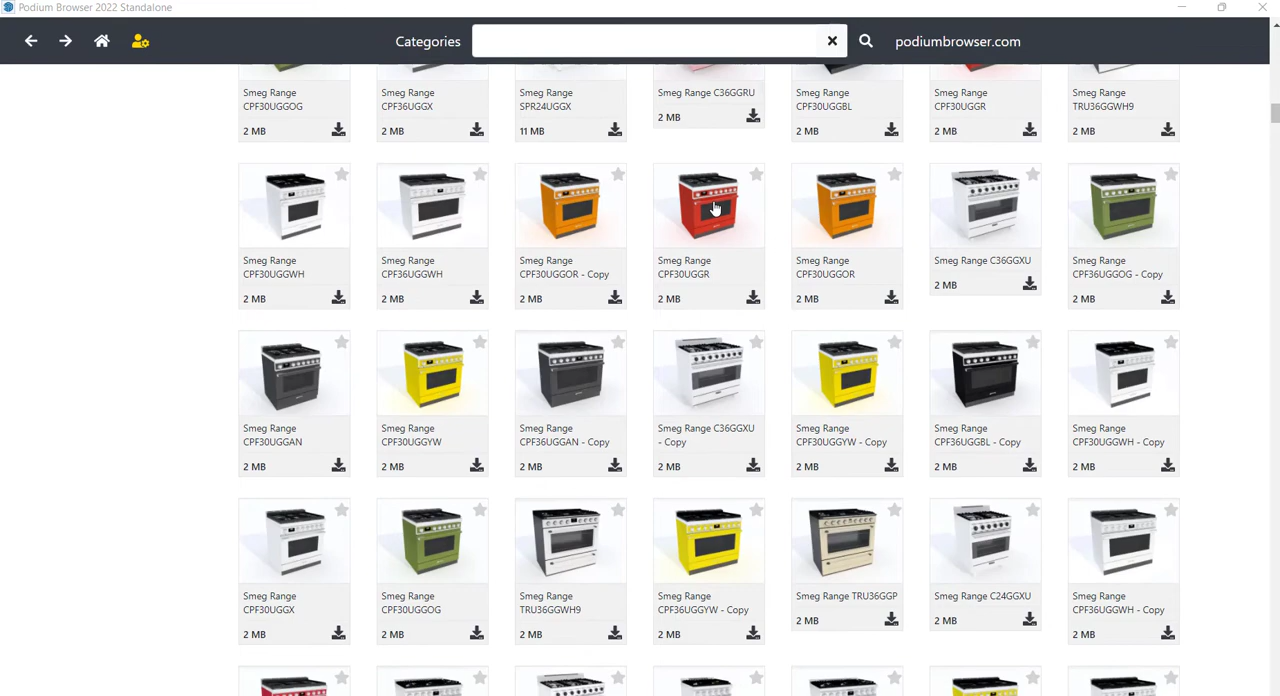 Podium Browser 2022 Standalone
Categories
podiumbrowser.com
Smeg Range
CPF30UGGOG
2 MB
Smeg Range
CPF36UGGX
2 MB
Smeg Range
SPR24UGGX
11 MB
Smeg Range C36GGRU
2 MB
Smeg Range
CPF30UGGBL
2 MB
Smeg Range
CPF30UGGR
2 MB
Smeg Range
TRU36GGWH9
2 MB
Smeg Range
CPF30UGGWH
2 MB
Smeg Range
CPF36UGGWH
2 MB
Smeg Range
CPF30UGGOR - Copy
2 MB
Smeg Range
CPF30UGGR
2 MB
Smeg Range
CPF30UGGOR
2 MB
Smeg Range C36GGXU
2 MB
Smeg Range
CPF36UGGOG - Copy
2 MB
Smeg Range
CPF30UGGAN
2 MB
Smeg Range
CPF30UGGYW
2 MB
Smeg Range
CPF36UGGAN - Copy
2 MB
Smeg Range C36GGXU
- Copy
2 MB
Smeg Range
CPF30UGGYW - Copy
2 MB
Smeg Range
CPF36UGGBL - Copy
2 MB
Smeg Range
CPF30UGGWH - Copy
2 MB
Smeg Range
CPF30UGGX
2 MB
Smeg Range
CPF30UGGOG
2 MB
Smeg Range
TRU36GGWH9
2 MB
Smeg Range
CPF36UGGYW - Copy
2 MB
Smeg Range TRU36GGP
2 MB
Smeg Range C24GGXU
2 MB
Smeg Range
CPF36UGGWH - Copy
2 MB